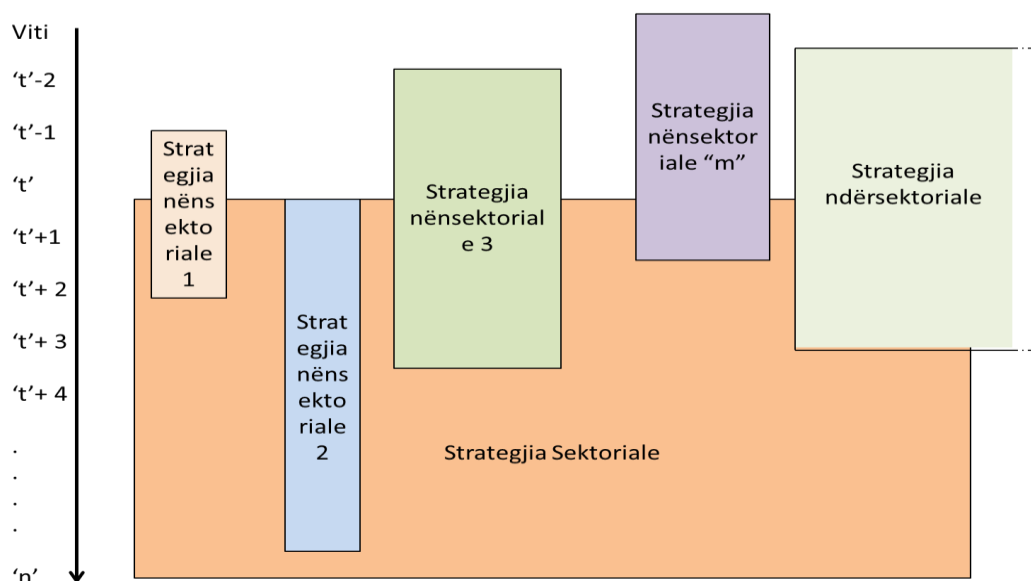 Viti
‘t’-2
‘t’-1
‘t’
‘t’+1
‘t’+ 2
‘t’+ 3
‘t’+ 4
.
.
.
.
‘n’
Strat
egjia
nëns
ekto
riale
1
Strat
egjia
nëns
ekto
riale
2
Strategjia
nënsektorial
e 3
Strategjia
nënsektor
iale “m”
Strategjia
ndërsektoriale
Strategjia Sektoriale